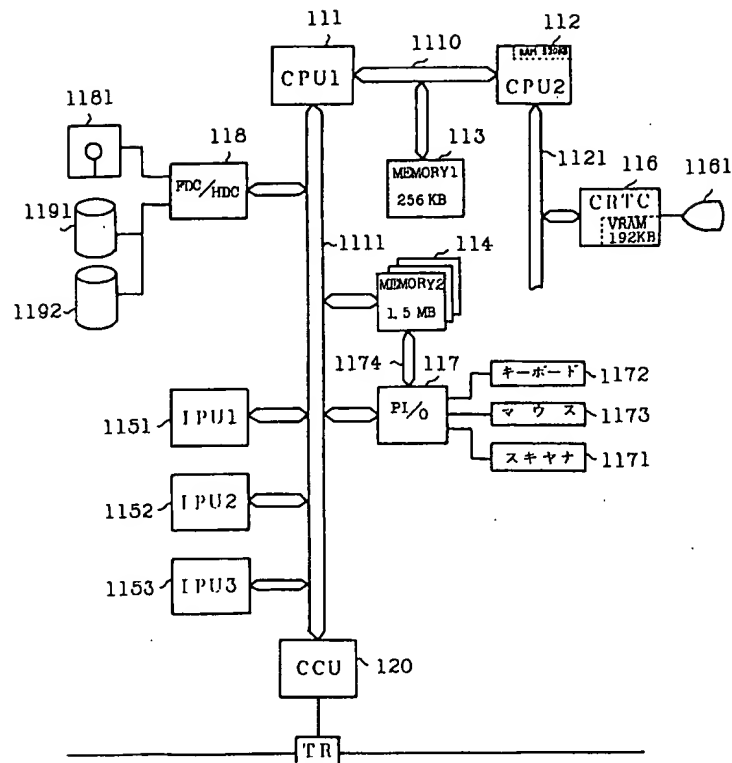 111
1110
112
CPU1
CPU2
1181
118
113
1121
116
1161
FDC/HDC
MEMORY1
256 KB
CRTC
VRAM
192KB
1191
1111
114
1192
MEMORY2
1.5 MB
1174
117
キーボード
1172
1151
IPU1
PI/O
マウス
1173
スキャナ
1171
1152
IPU2
1153
IPU3
CCU
120
TR